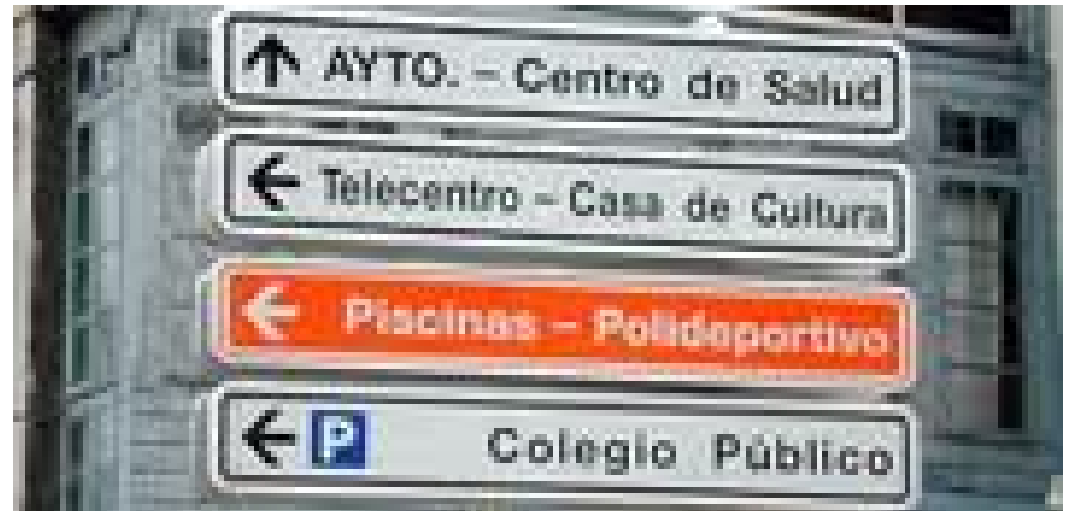 AYTO. - Centro de Salud
Telecentro - Casa de Cultura
Piscinas - Polideportivo
P Colegio Público